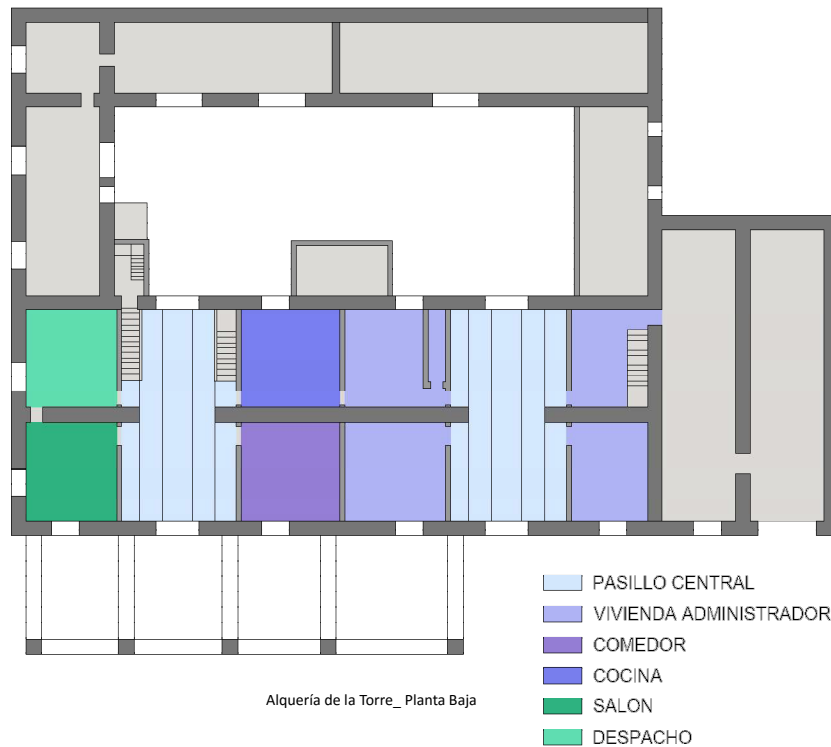 PASILLO CENTRAL
VIVIENDA ADMINISTRADOR
COMEDOR
COCINA
SALON
DESPACHO
Alquería de la Torre_ Planta Baja